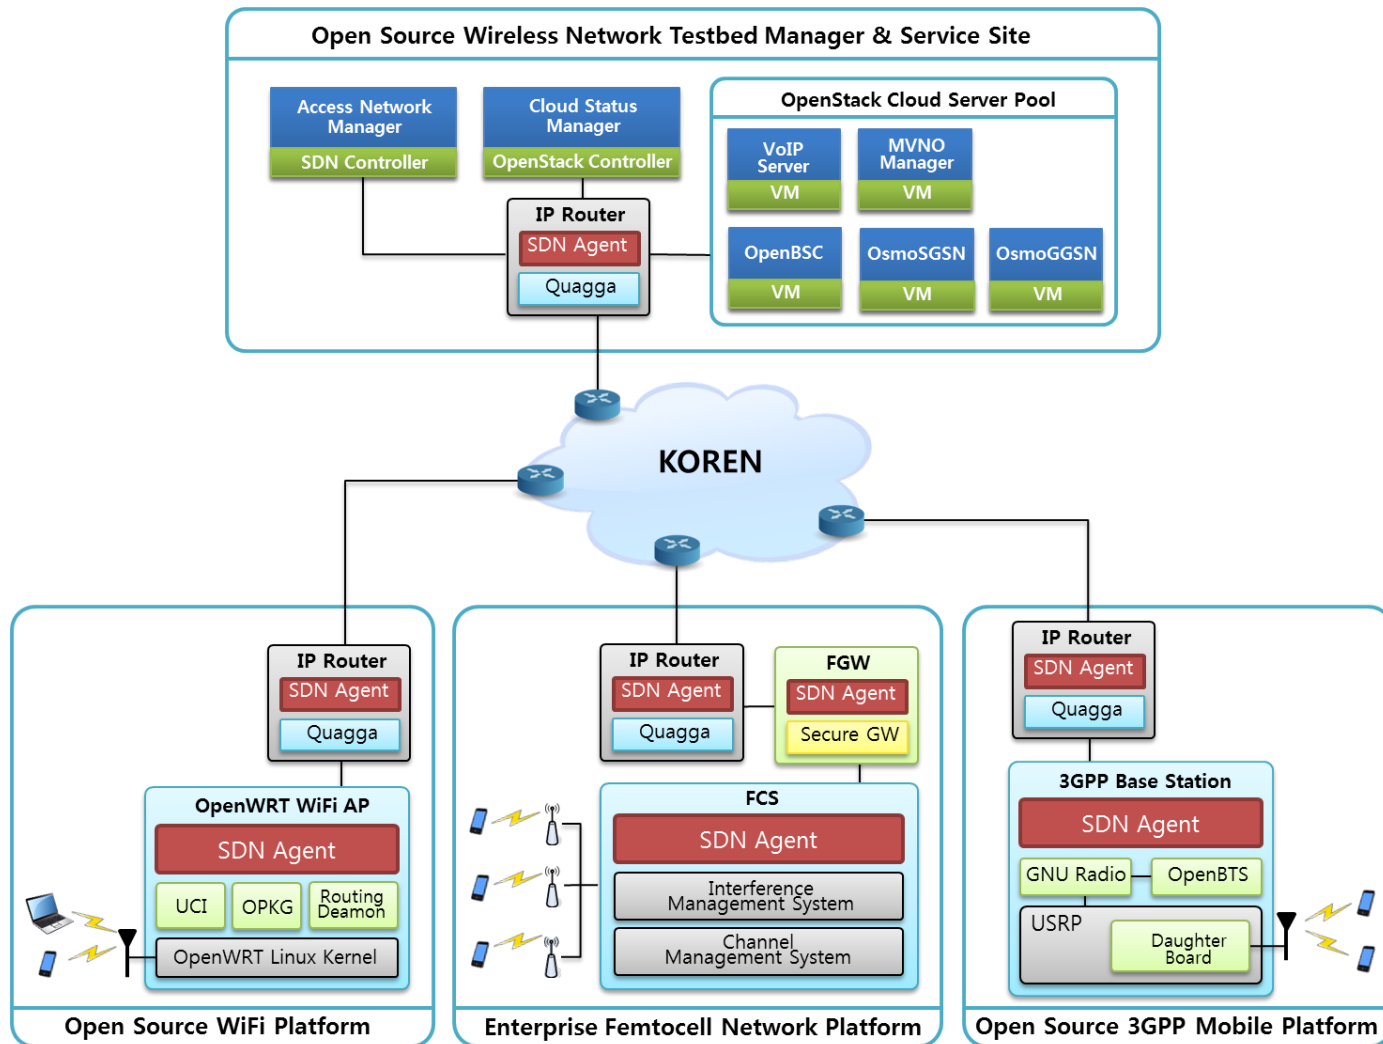 Open Source Wireless Network Testbed Manager & Service Site
Access Network
Manager
SDN Controller
Cloud Status
Manager
OpenStack Controller
OpenStack Cloud Server Pool
VoIP
Server
VM
MVNO
Manager
VM
OpenBSC
VM
OsmoSGSN
VM
OsmoGGSN
VM
IP Router
SDN Agent
Quagga
KOREN
IP Router
SDN Agent
Quagga
OpenWRT WiFi AP
SDN Agent
UCI
OPKG
Routing
Deamon
OpenWRT Linux Kernel
Open Source WiFi Platform
IP Router
SDN Agent
Quagga
FGW
SDN Agent
Secure GW
FCS
SDN Agent
Interference
Management System
Channel
Management System
Enterprise Femtocell Network Platform
IP Router
SDN Agent
Quagga
3GPP Base Station
SDN Agent
GNU Radio
OpenBTS
USRP
Daughter
Board
Open Source 3GPP Mobile Platform